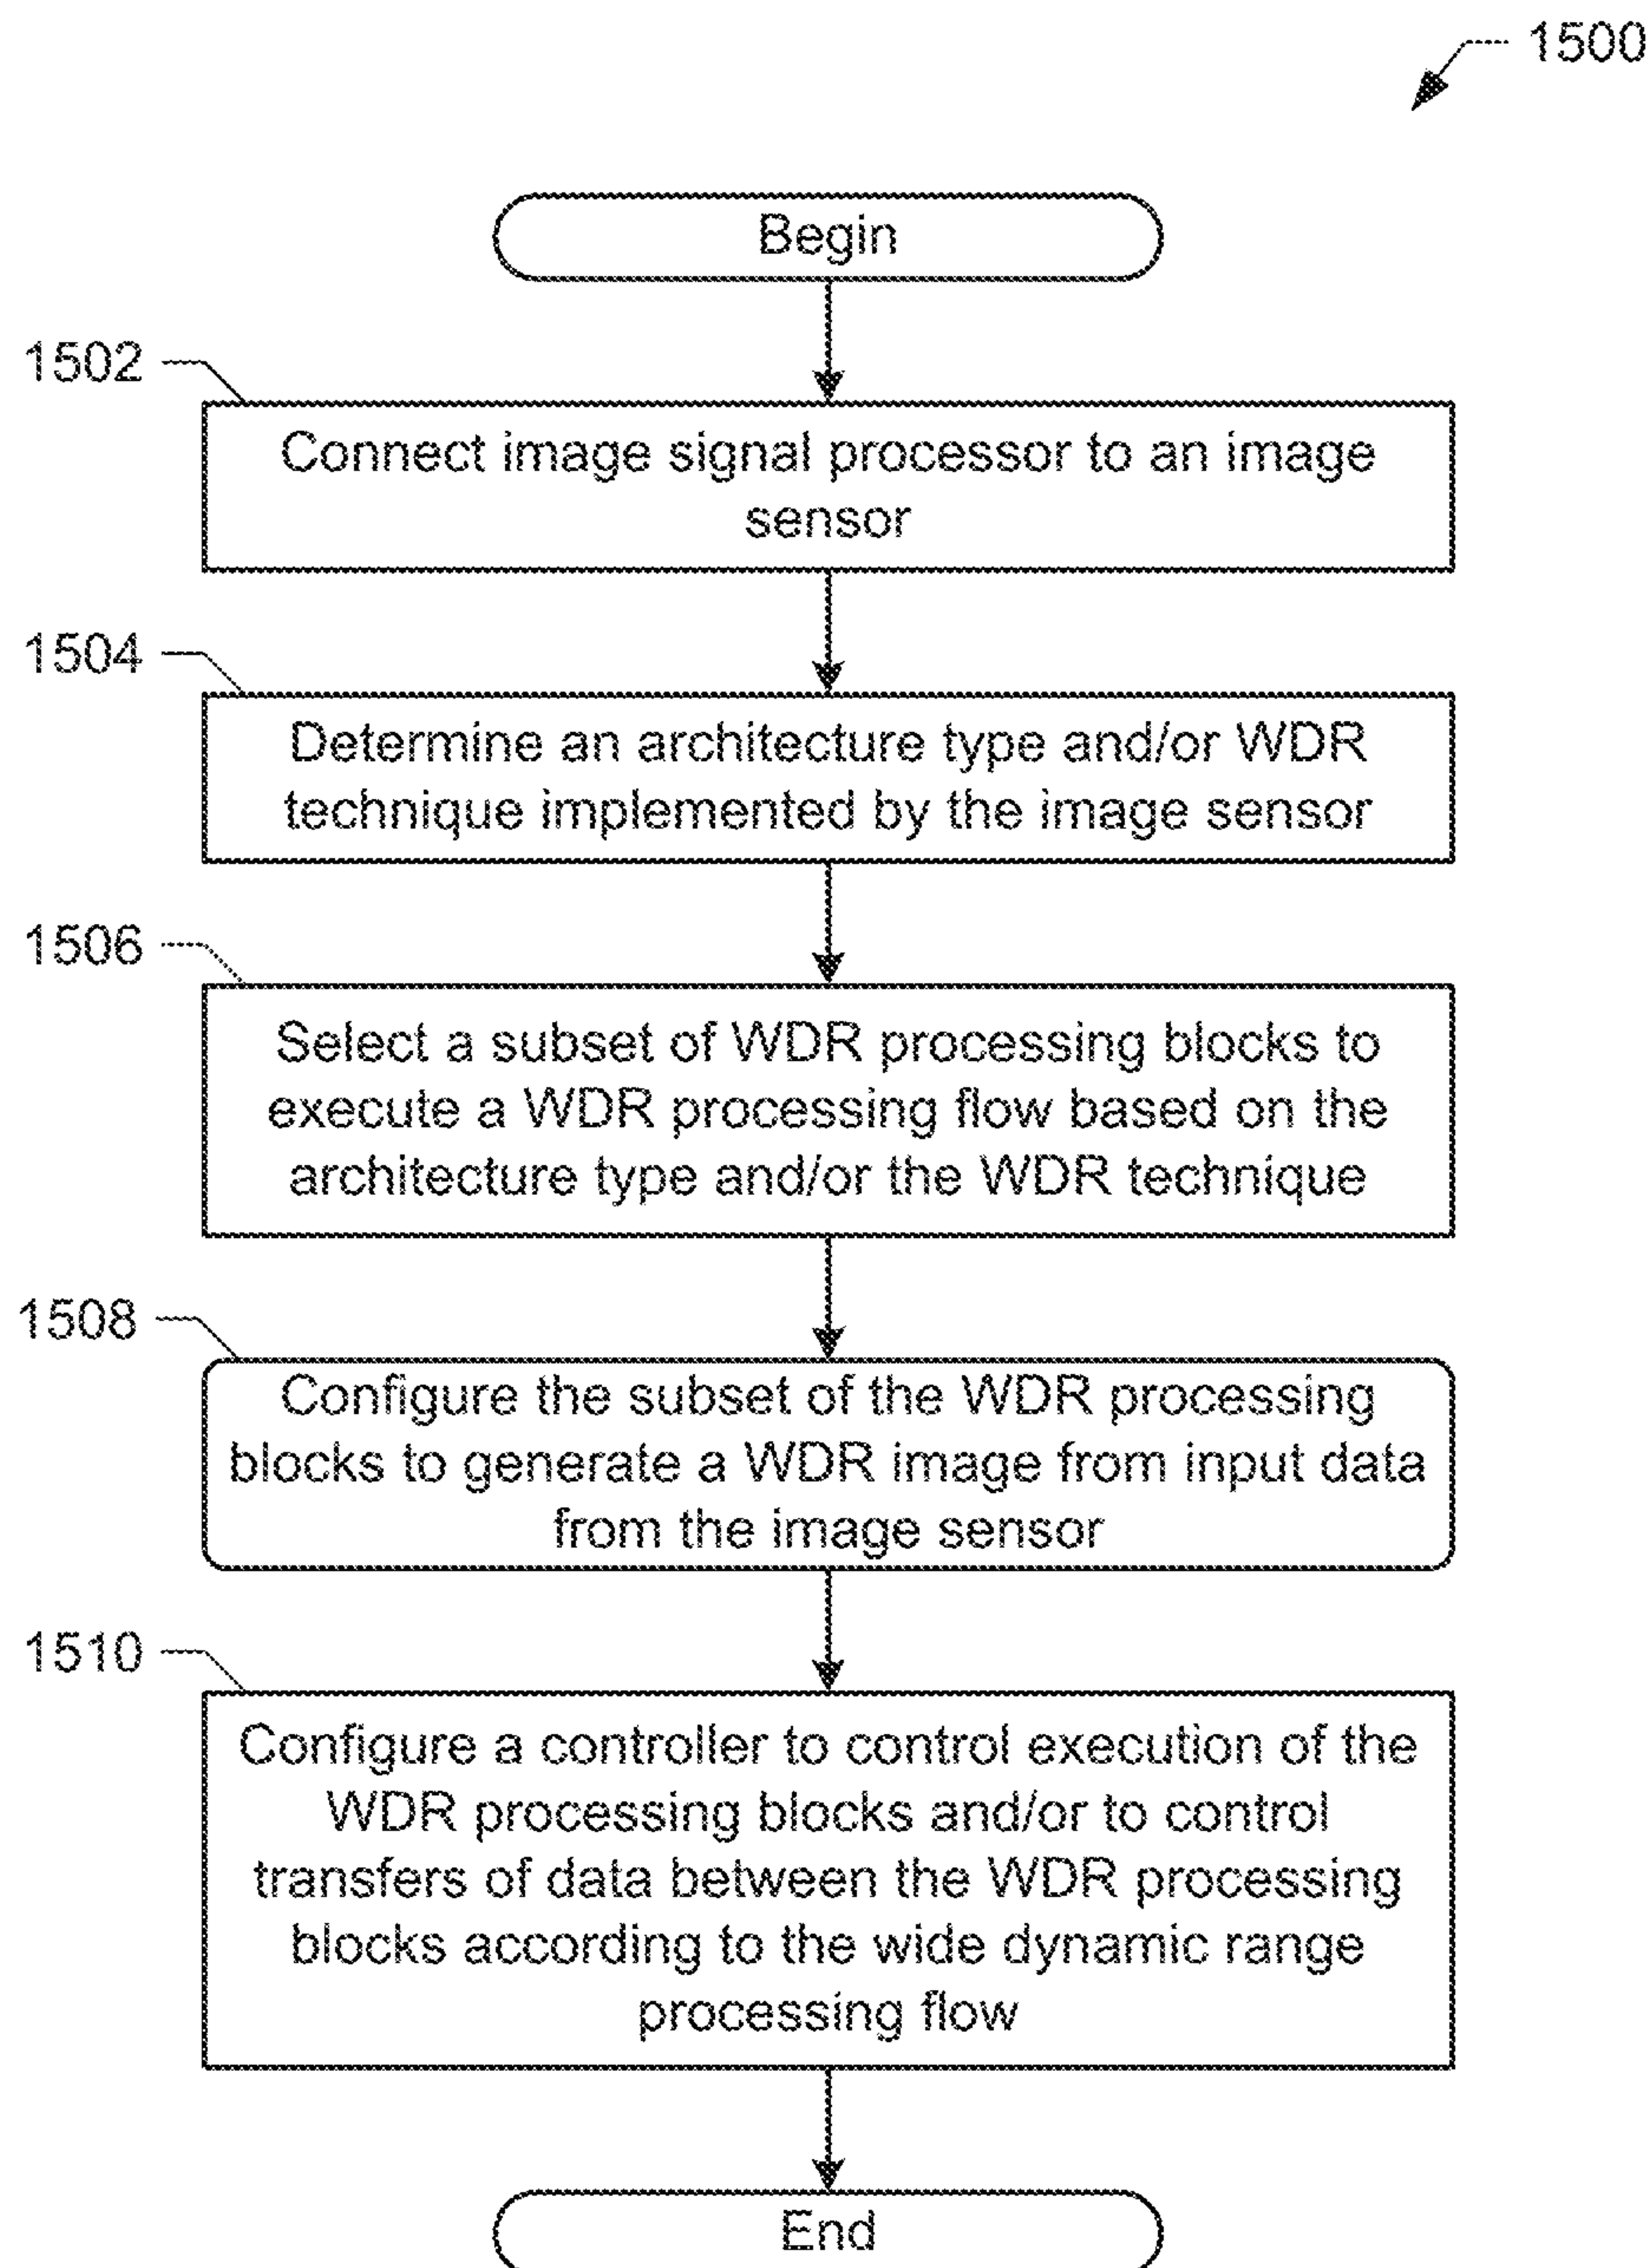 1500
Begin
1502
Connect image signal processor to an image
sensor
1504
Determine an architecture type and/or WDR
technique implemented by the image sensor
1506
Select a subset of WDR processing blocks to
execute a WDR processing flow based on the
architecture type and/or the WDR technique
1508
Configure the subset of the WDR processing
blocks to generate a WDR image from input data
from the image sensor
1510
Configure a controller to control execution of the
WDR processing blocks and/or to control
transfers of data between the WDR processing
blocks according to the wide dynamic range
processing flow
End